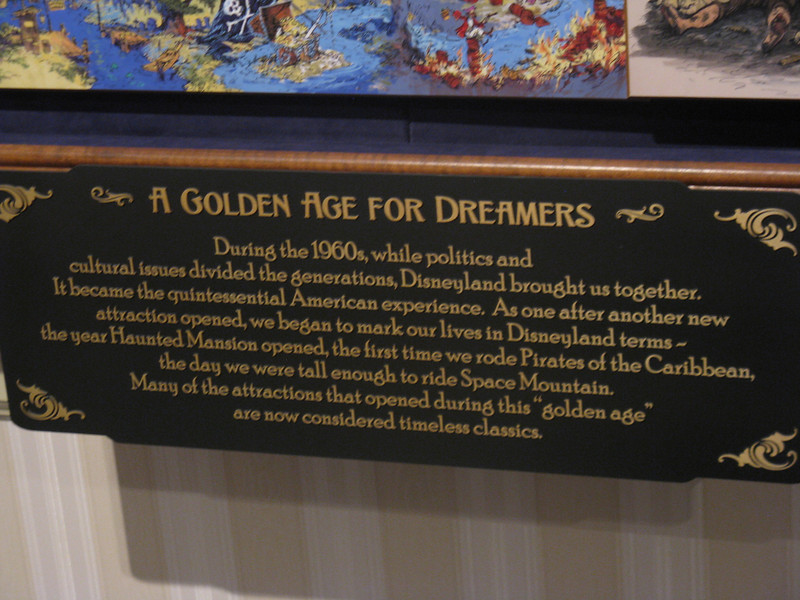 A GOLDEN AGE FOR DREAMERS
During the 1960s, while politics and
cultural issues divided the generations, Disneyland brought us together.
It became the quintessential American experience. As one after another new
attraction opened, we began to mark our lives in Disneyland terms ~
the year Haunted Mansion opened, the first time we rode Pirates of the Caribbean,
the day we were tall enough to ride Space Mountain.
Many of the attractions that opened during this "golden age"
are now considered timeless classics.